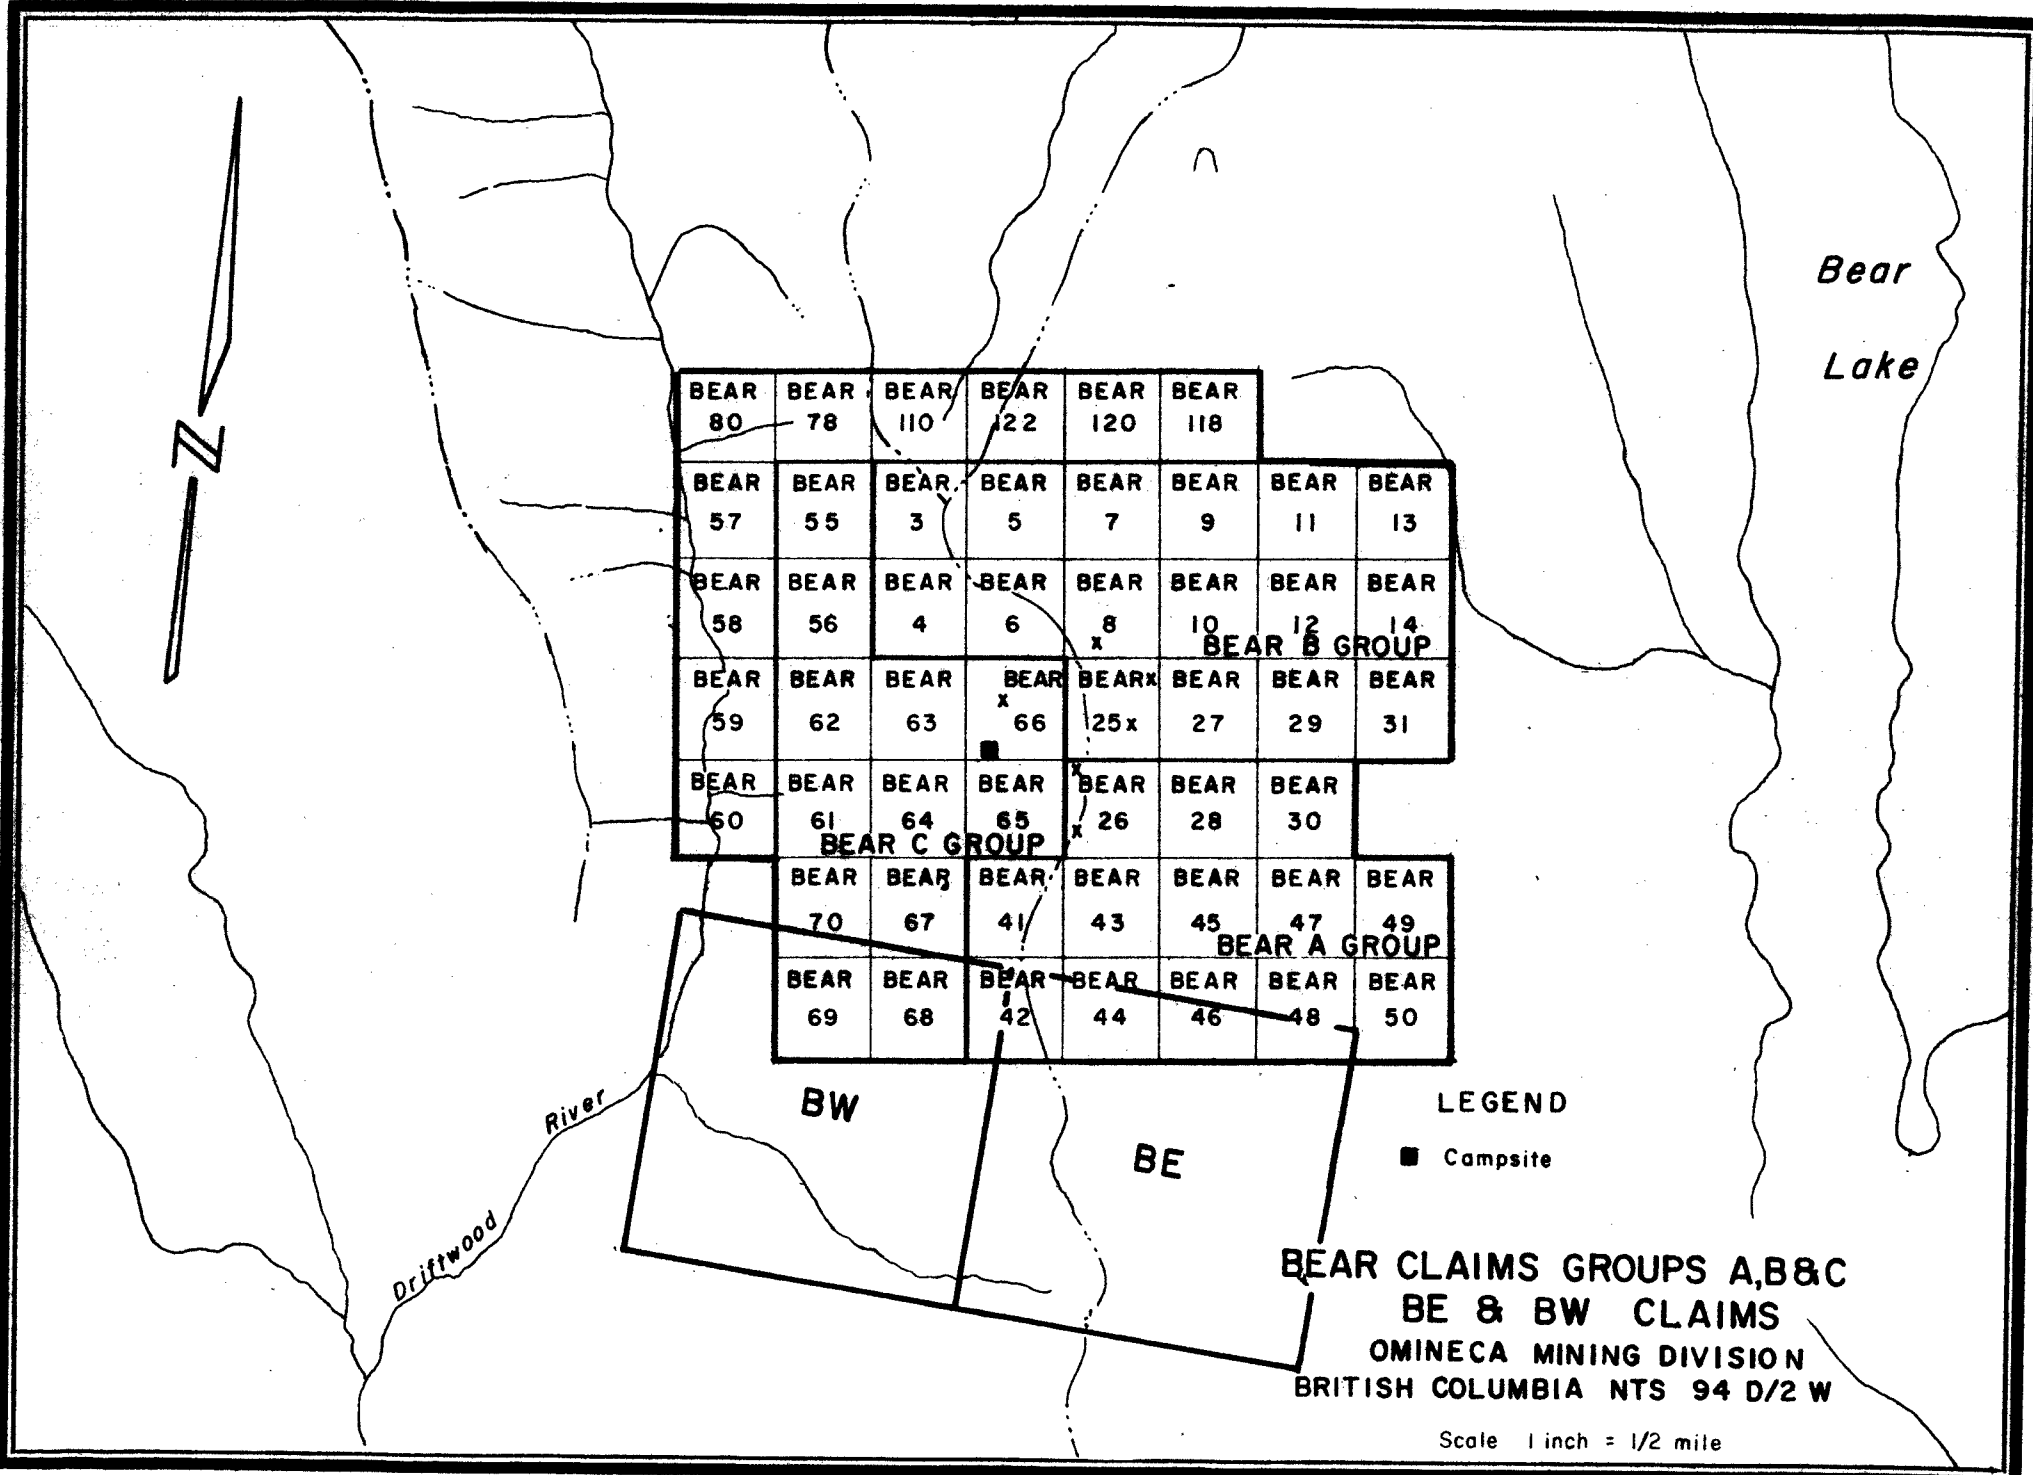 Bear
Lake
N
BEAR BEAR BEAR BEAR BEAR BEAR
80 78 110 122 120 118
BEAR BEAR BEAR BEAR BEAR BEAR BEAR BEAR
57 55 3 5 7 9 11 13
BEAR BEAR BEAR BEAR BEAR BEAR BEAR BEAR
58 56 4 6 8 10 12 14
x BEAR B GROUP
BEAR BEAR BEAR BEAR BEAR x BEAR BEAR BEAR
x
59 62 63 66 25 x 27 29 31
x
BEAR BEAR BEAR BEAR BEAR BEAR BEAR
60 61 64 65 26 28 30
x
BEAR C GROUP
BEAR BEAR BEAR BEAR BEAR BEAR BEAR
70 67 41 43 45 47 49
BEAR A GROUP
BEAR BEAR BEAR BEAR BEAR BEAR BEAR
69 68 42 44 46 48 50
BW
BE
Driftwood River
LEGEND
Campsite
BEAR CLAIMS GROUPS A,B&C
BE & BW CLAIMS
OMINECA MINING DIVISION
BRITISH COLUMBIA NTS 94 D/2 W
Scale 1 inch = 1/2 mile